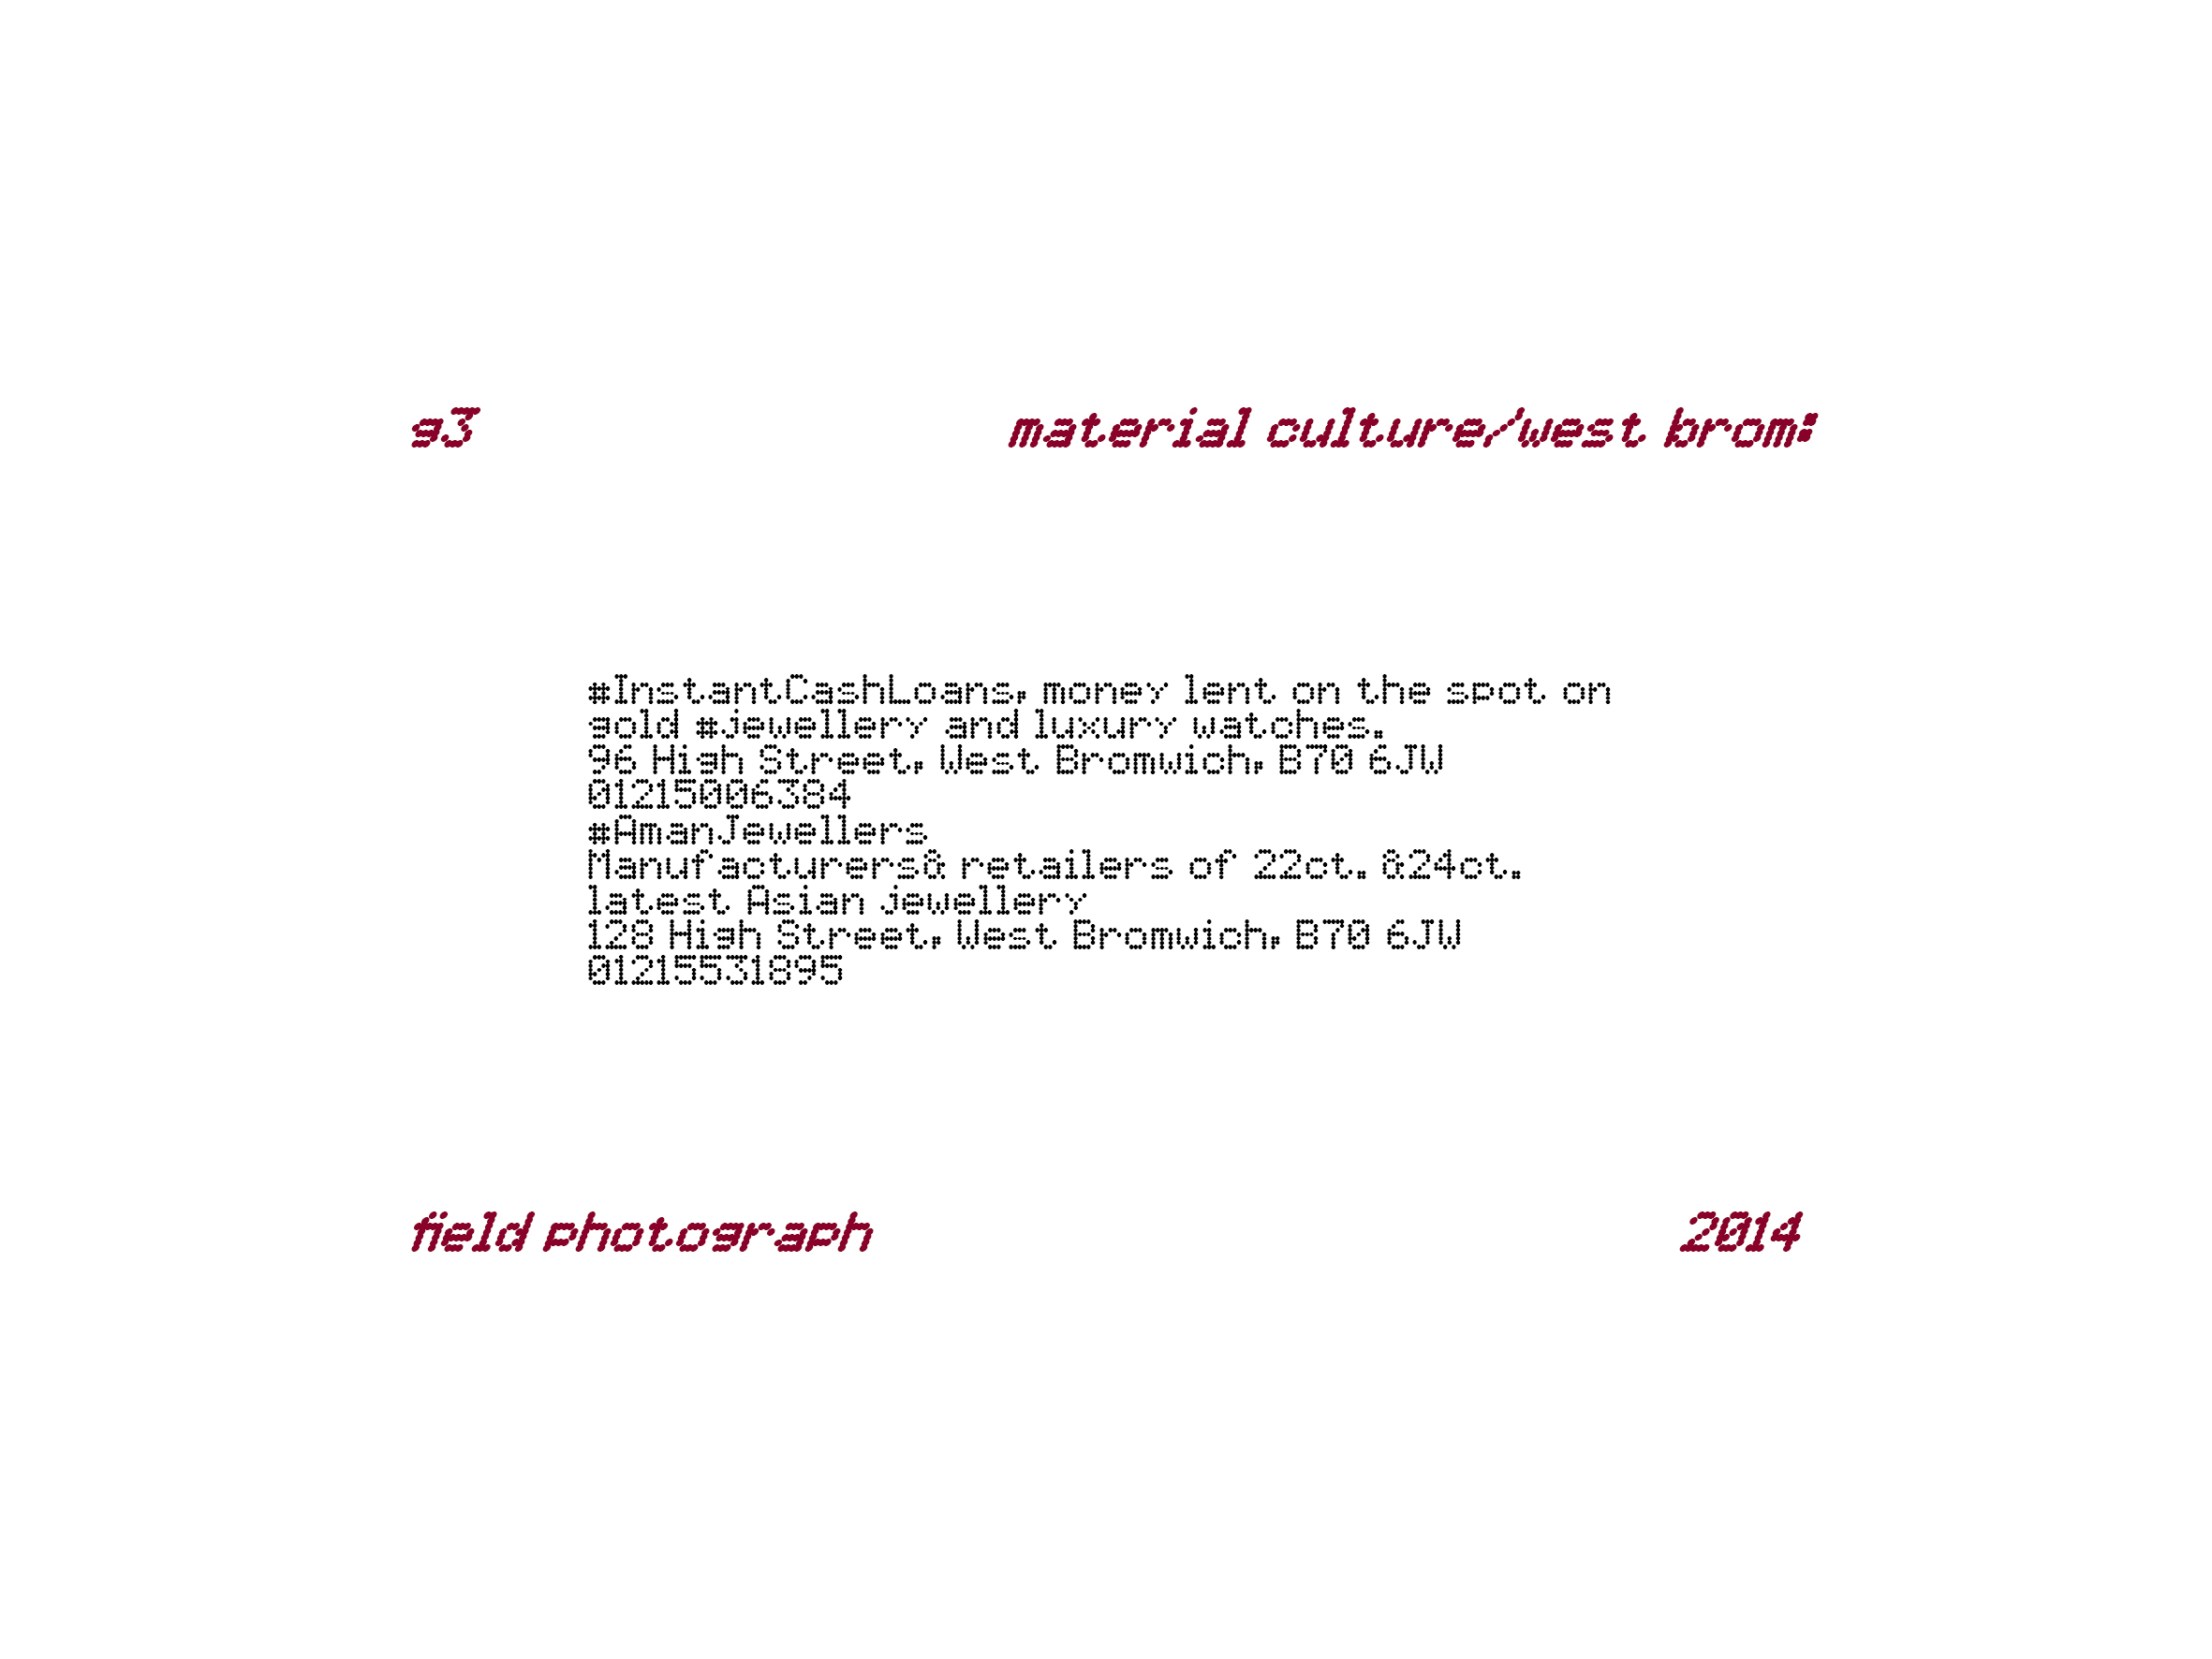 g3
material culture/west brom:
#InstantCashLoans, money lent on the spot on
gold #jewellery and luxury watches.
96 High Street, West Bromwich, B70 6JW
01215006384
#AmanJewellers
Manufacturers& retailers of 22ct. &24ct.
latest Asian jewellery
128 High Street, West Bromwich, B70 6JW
01215531895
field photograph
2014